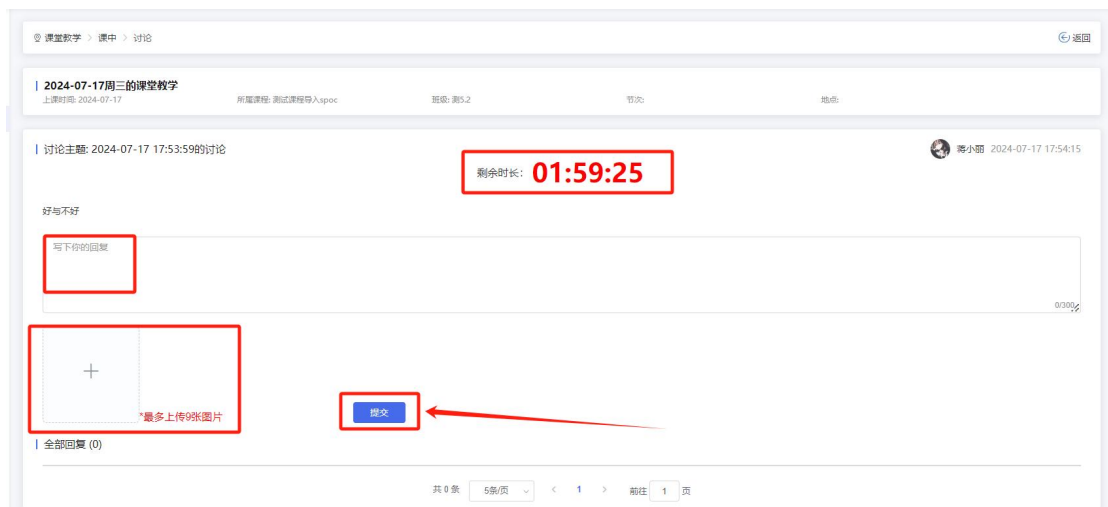 课堂教学 > 课中 > 讨论 返回
2024-07-17周三的课堂教学
上课时间: 2024-07-17 所属课程: 测试课程导入spoc 班级: 测5.2 节次: 地点:
讨论主题: 2024-07-17 17:53:59的讨论 蒋小丽 2024-07-17 17:54:15
剩余时长: 01:59:25
好与不好
写下你的回复
0/300
*最多上传9张图片
提交
全部回复 (0)
共 0 条 5条/页 < 1 > 前往 1 页